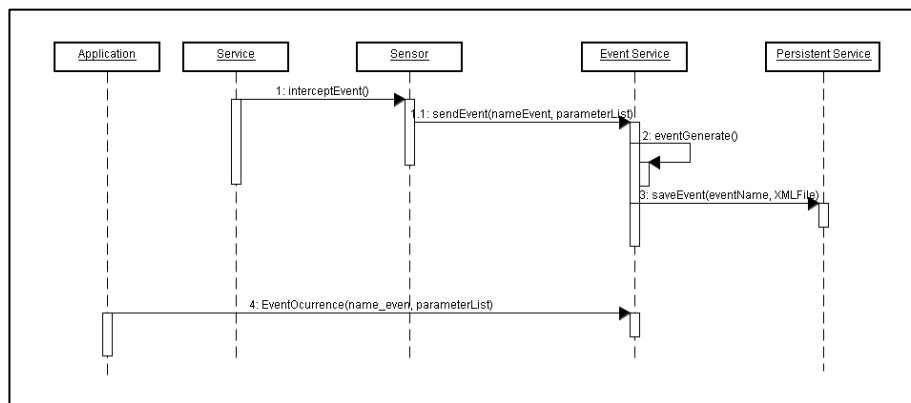 Application
Service
Sensor
Event Service
Persistent Service
1: interceptEvent()
1.1: sendEvent(nameEvent, parameterList)
2: eventGenerate()
3: saveEvent(eventName, XMLFile)
4: EventOcurrence(name_even, parameterList)